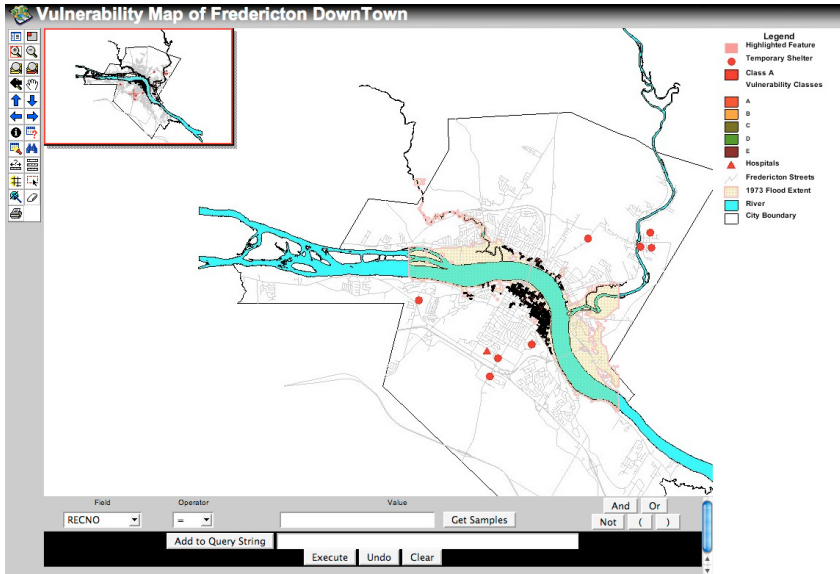 Vulnerability Map of Fredericton DownTown
Legend
Highlighted Feature
Temporary Shelter
Class A
Vulnerability Classes
A
B
C
D
E
Hospitals
Fredericton Streets
1973 Flood Extent
River
City Boundary
Field
Operator
Value
RECNO
=
Get Samples
And
Or
Not
(
)
Add to Query String
Execute
Undo
Clear